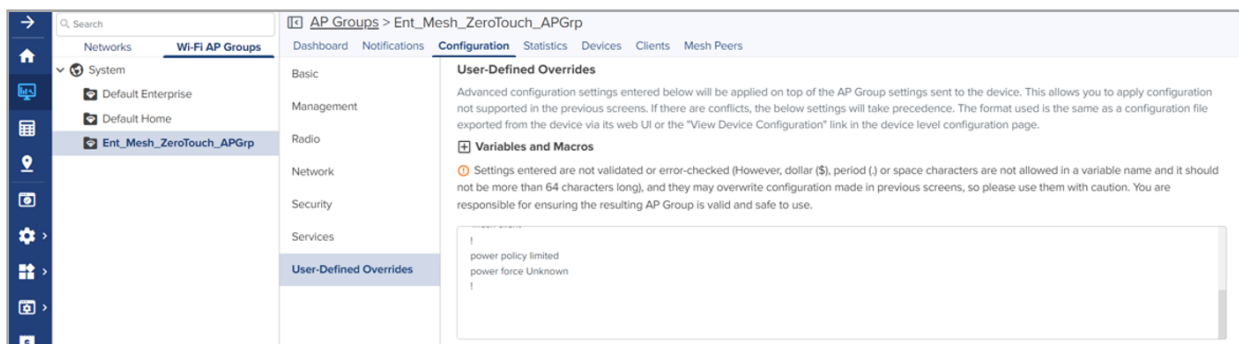 Search
Networks
Wi-Fi AP Groups
System
Default Enterprise
Default Home
Ent_Mesh_ZeroTouch_APGrp
AP Groups > Ent_Mesh_ZeroTouch_APGrp
Dashboard Notifications Configuration Statistics Devices Clients Mesh Peers
Basic
Management
Radio
Network
Security
Services
User-Defined Overrides
User-Defined Overrides
Advanced configuration settings entered below will be applied on top of the AP Group settings sent to the device. This allows you to apply configuration
not supported in the previous screens. If there are conflicts, the below settings will take precedence. The format used is the same as a configuration file
exported from the device via its web UI or the "View Device Configuration" link in the device level configuration page.
Variables and Macros
Settings entered are not validated or error-checked (However, dollar ($), period (.) or space characters are not allowed in a variable name and it should
not be more than 64 characters long), and they may overwrite configuration made in previous screens, so please use them with caution. You are
responsible for ensuring the resulting AP Group is valid and safe to use.
!
power policy limited
power force Unknown
!